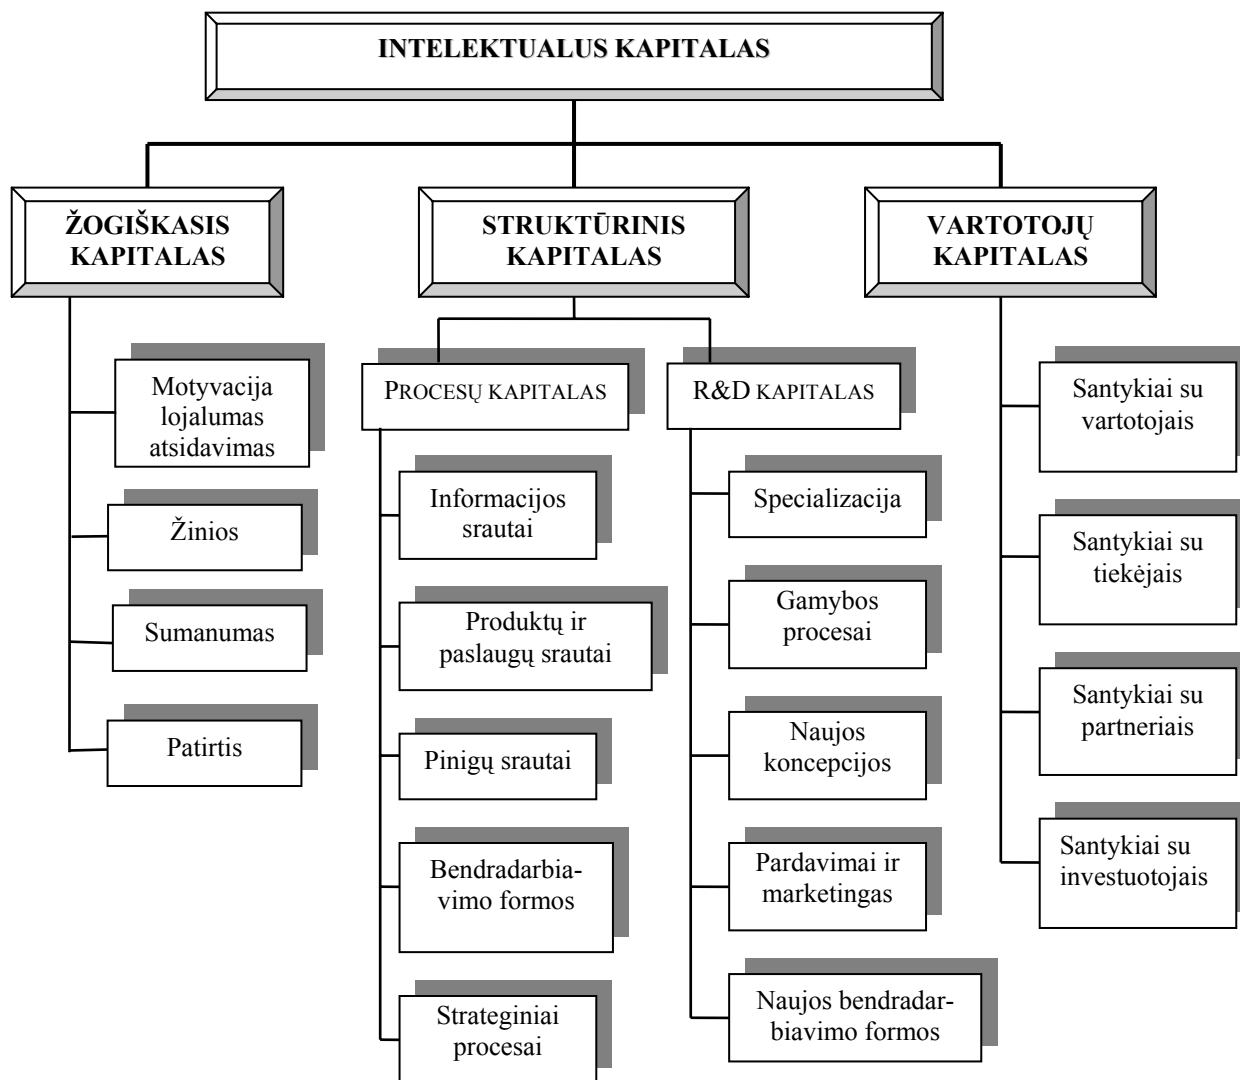 INTELEKTUALUS KAPITALAS
ŽOGIŠKASIS
KAPITALAS
Motyvacija
lojalumas
atsidavimas
Žinios
Sumanumas
Patirtis
STRUKTŪRINIS
KAPITALAS
PROCESŲ KAPITALAS
Informacijos
srautai
Produktų ir
paslaugų srautai
Pinigų srautai
Bendradarbia-
vimo formos
Strateginiai
procesai
R&D KAPITALAS
Specializacija
Gamybos
procesai
Naujos
koncepcijos
Pardavimai ir
marketingas
Naujos bendradar-
biavimo formos
VARTOTOJŲ
KAPITALAS
Santykiai su
vartotojais
Santykiai su
tiekėjais
Santykiai su
partneriais
Santykiai su
investuotojais